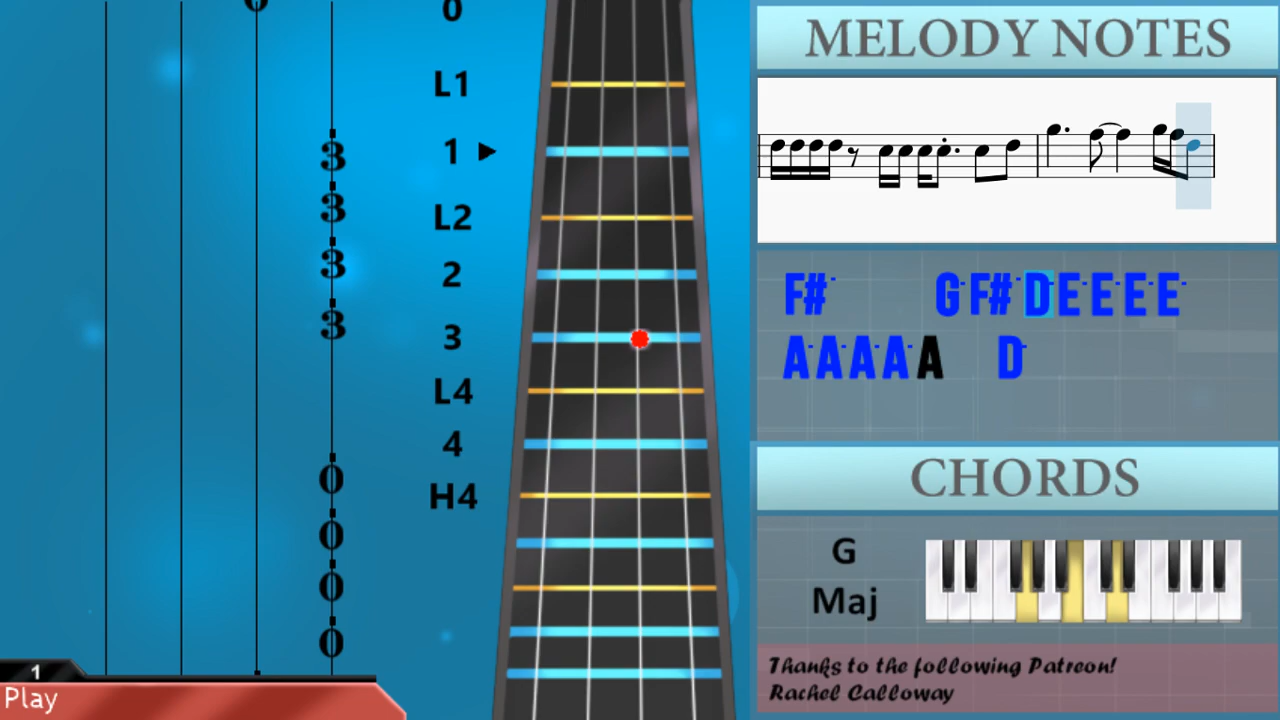 0
L1
1
L2
2
3
L4
4
H4
0
3
3
3
3
0
0
0
0
1
Play
MELODY NOTES
F# G F# D E E E E
A A A A A D
CHORDS
G
Maj
Thanks to the following Patreon!
Rachel Calloway